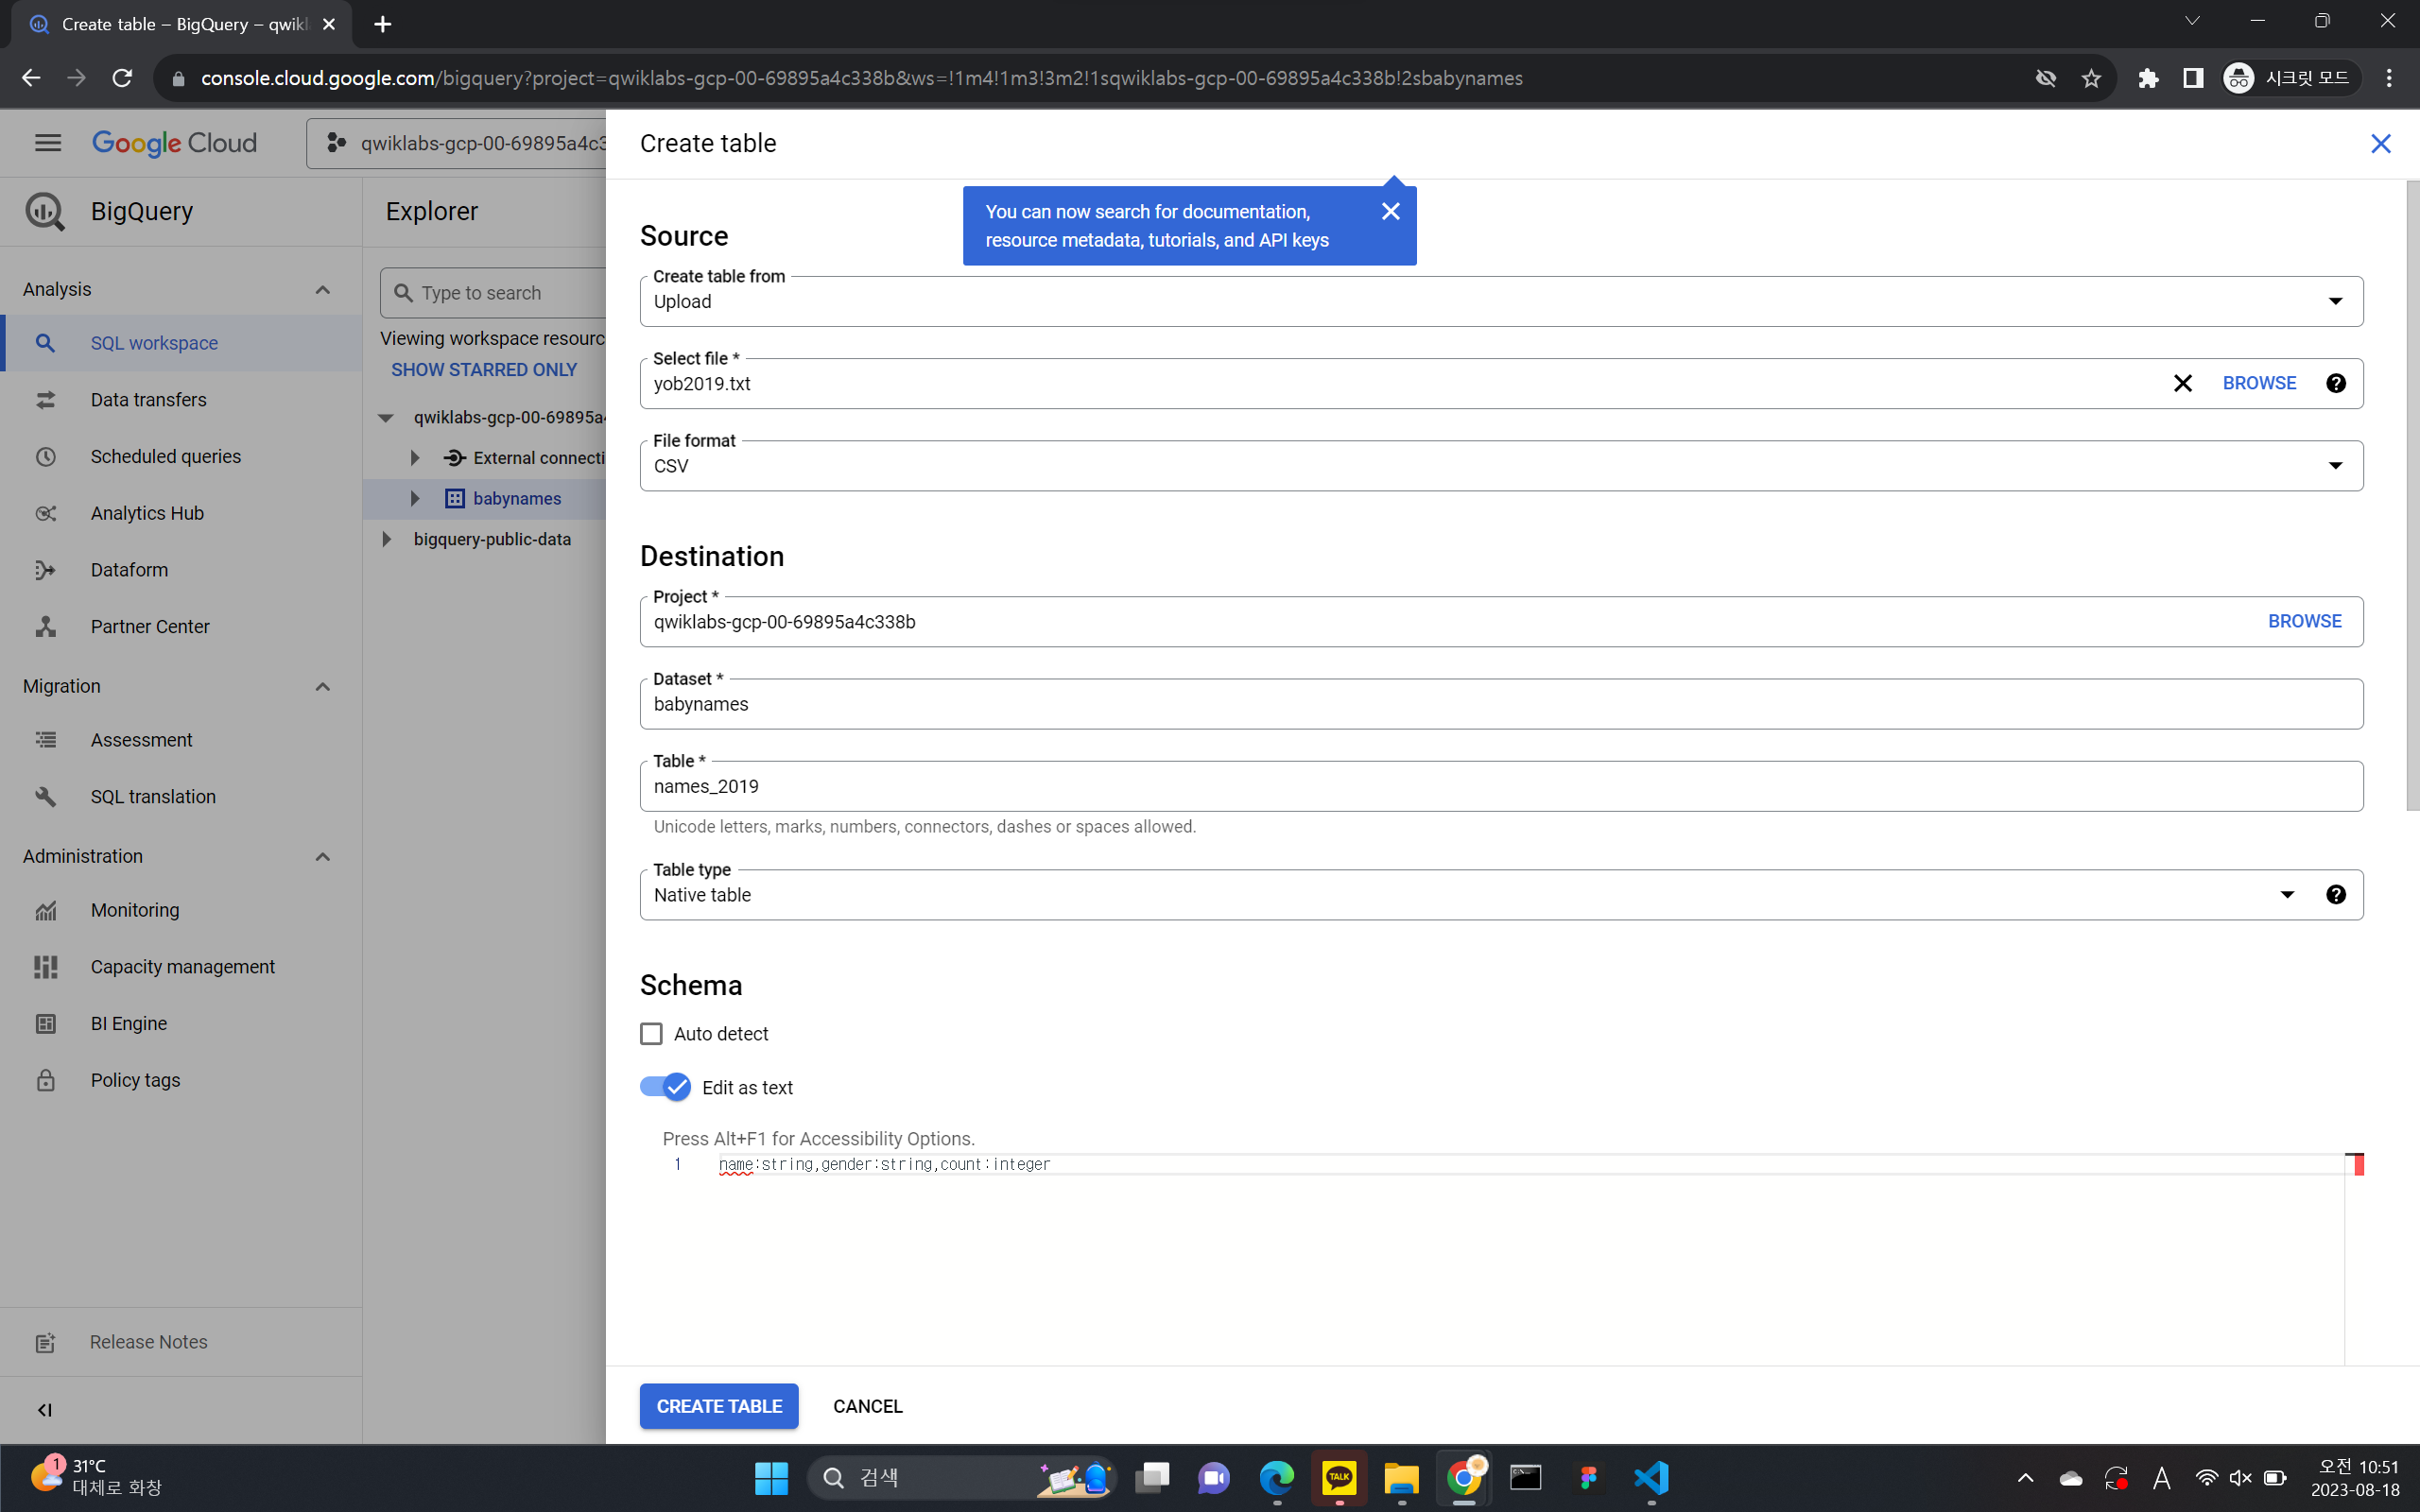 Create table – BigQuery – qwikl
console.cloud.google.com/bigquery?project=qwiklabs-gcp-00-69895a4c338b&ws=!1m4!1m3!3m2!1sqwiklabs-gcp-00-69895a4c338b!2sbabynames
시크릿 모드
Google Cloud
qwiklabs-gcp-00-69895a4c3
Create table
BigQuery
Explorer
You can now search for documentation,
resource metadata, tutorials, and API keys
Analysis
SQL workspace
Data transfers
Scheduled queries
Analytics Hub
Dataform
Partner Center
Migration
Assessment
SQL translation
Administration
Monitoring
Capacity management
BI Engine
Policy tags
Release Notes
Type to search
Viewing workspace resourc
SHOW STARRED ONLY
qwiklabs-gcp-00-69895a4
External connecti
babynames
bigquery-public-data
Source
Create table from
Upload
Select file *
yob2019.txt
BROWSE
File format
CSV
Destination
Project *
qwiklabs-gcp-00-69895a4c338b
BROWSE
Dataset *
babynames
Table *
names_2019
Unicode letters, marks, numbers, connectors, dashes or spaces allowed.
Table type
Native table
Schema
Auto detect
Edit as text
Press Alt+F1 for Accessibility Options.
1 name:string,gender:string,count:integer
CREATE TABLE
CANCEL
1
31°C
대체로 화창
검색
TALK
A
오전 10:51
2023-08-18